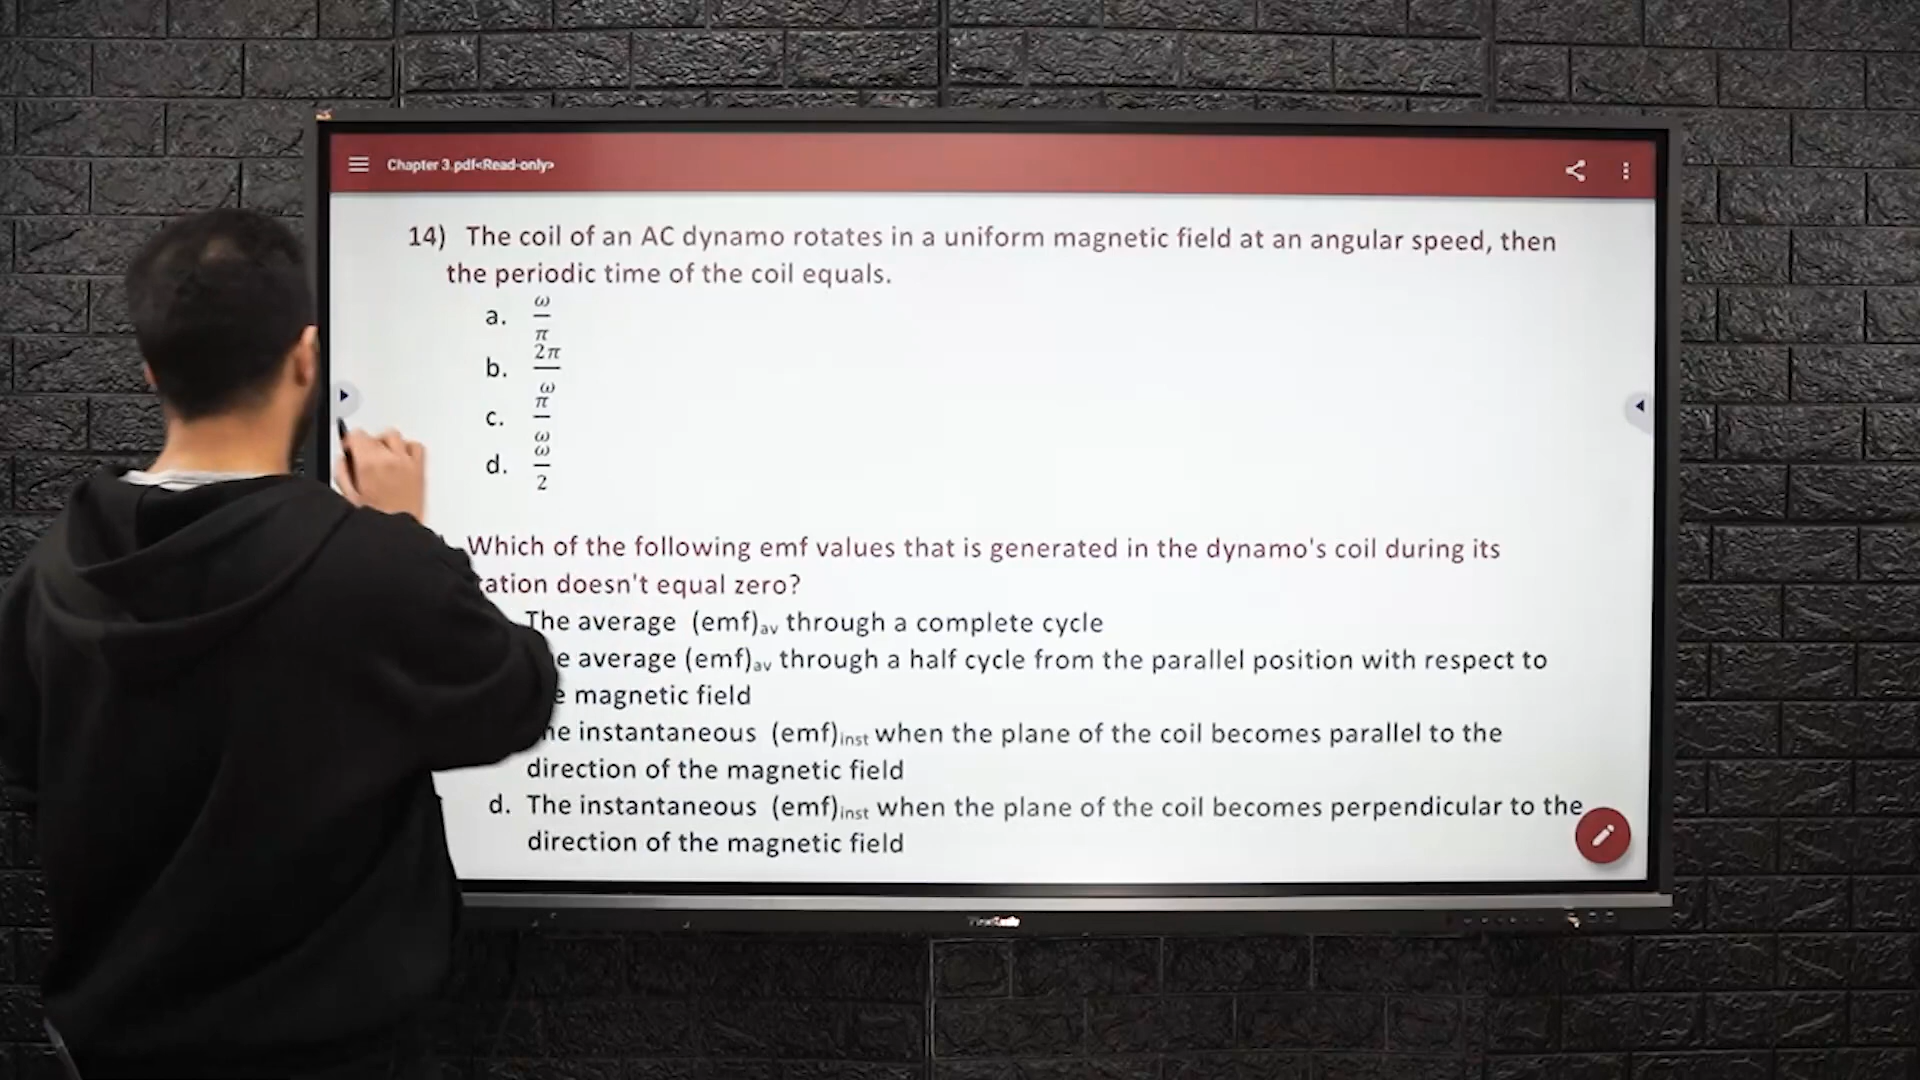 Chapter 3.pdf<Read-only>
14) The coil of an AC dynamo rotates in a uniform magnetic field at an angular speed, then
the periodic time of the coil equals.
a. ω/π
b. 2π/ω
c. π/ω
d. ω/2
Which of the following emf values that is generated in the dynamo's coil during its
doesn't equal zero?
The average (emf)av through a complete cycle
average (emf)av through a half cycle from the parallel position with respect to
magnetic field
instantaneous (emf)inst when the plane of the coil becomes parallel to the
direction of the magnetic field
d. The instantaneous (emf)inst when the plane of the coil becomes perpendicular to the
direction of the magnetic field